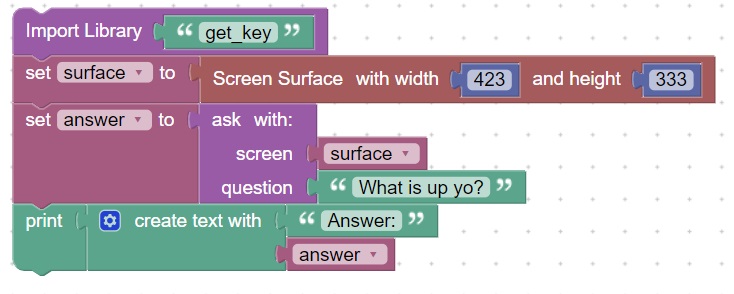 Import Library “ get_key ”
set surface to Screen Surface with width 423 and height 333
set answer to ask with:
screen surface
question “ What is up yo? ”
print create text with “ Answer: ”
answer